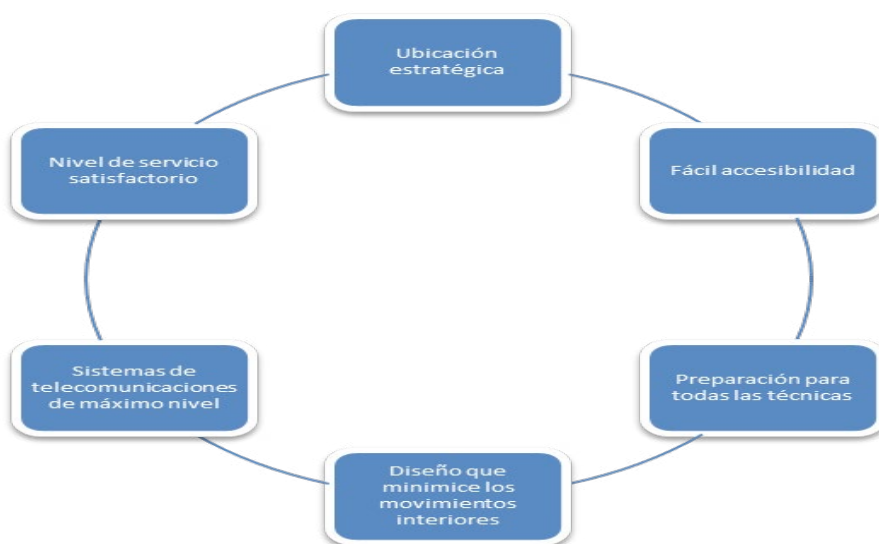 Ubicación
estratégica
Fácil accesibilidad
Preparación para
todas las técnicas
Diseño que
minimice los
movimientos
interiores
Sistemas de
telecomunicaciones
de máximo nivel
Nivel de servicio
satisfactorio